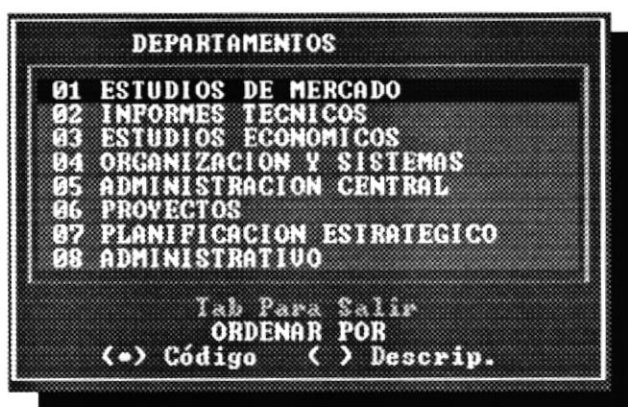 DEPARTAMENTOS
01 ESTUDIOS DE MERCADO
02 INFORMES TECNICOS
03 ESTUDIOS ECONOMICOS
04 ORGANIZACION Y SISTEMAS
05 ADMINISTRACION CENTRAL
06 PROYECTOS
07 PLANIFICACION ESTRATEGICO
08 ADMINISTRATIVO
Tab Para Salir
ORDENAR POR
(•) Código ( ) Descrip.